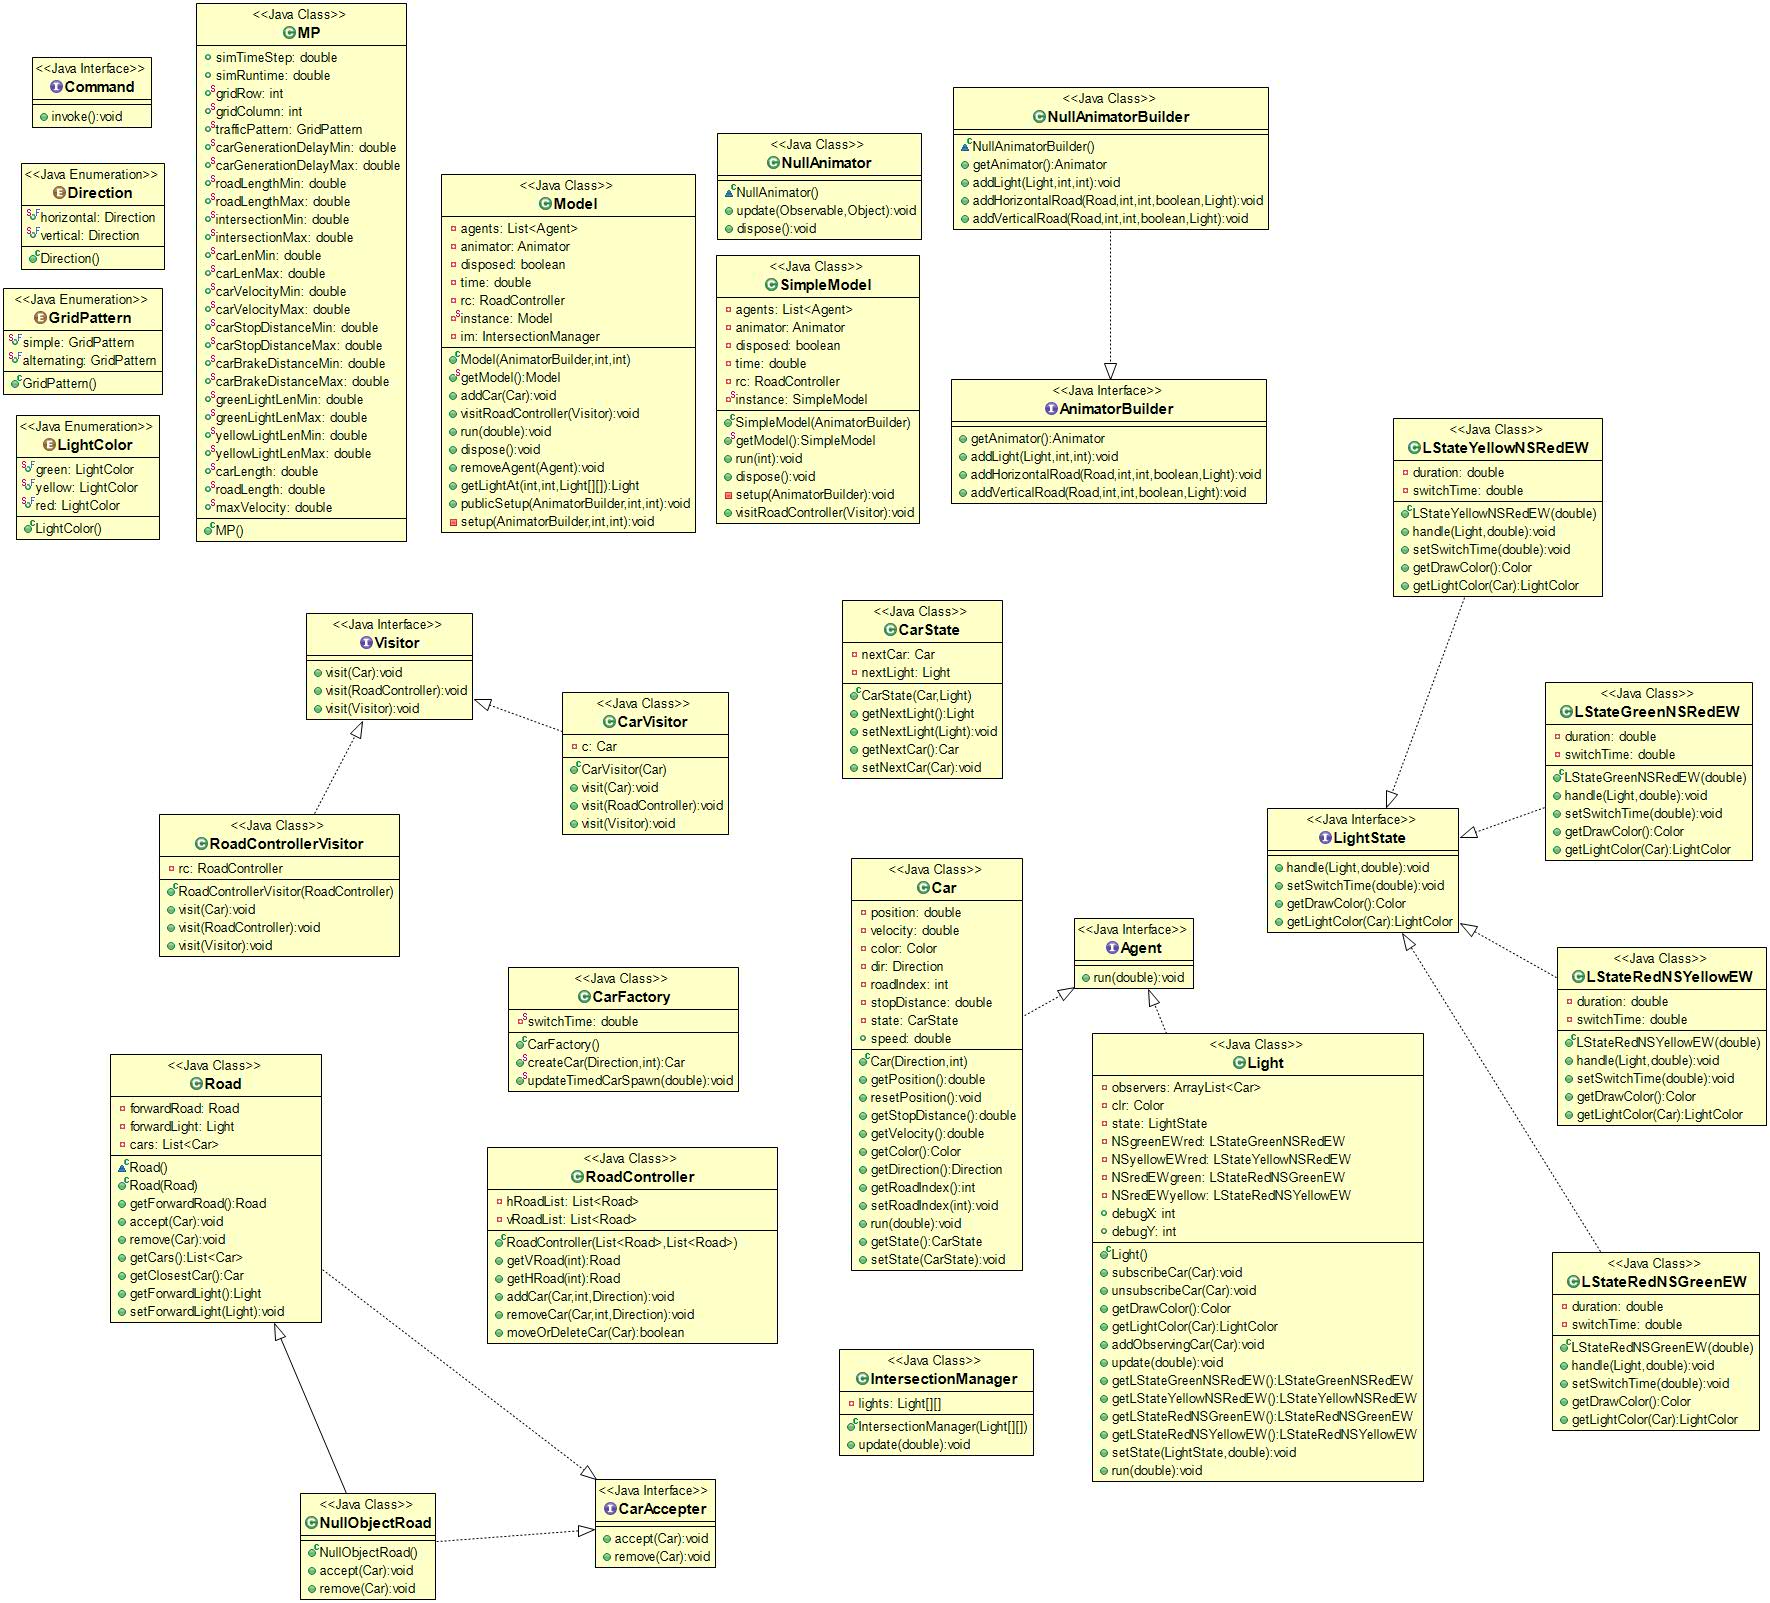 <<Java Interface>>
Command
invoke():void
<<Java Enumeration>>
Direction
horizontal: Direction
vertical: Direction
Direction()
<<Java Enumeration>>
GridPattern
simple: GridPattern
alternating: GridPattern
GridPattern()
<<Java Enumeration>>
LightColor
green: LightColor
yellow: LightColor
red: LightColor
LightColor()
<<Java Class>>
MP
simTimeStep: double
simRuntime: double
gridRow: int
gridColumn: int
trafficPattern: GridPattern
carGenerationDelayMin: double
carGenerationDelayMax: double
roadLengthMin: double
roadLengthMax: double
intersectionMin: double
intersectionMax: double
carLenMin: double
carLenMax: double
carVelocityMin: double
carVelocityMax: double
carStopDistanceMin: double
carStopDistanceMax: double
carBrakeDistanceMin: double
carBrakeDistanceMax: double
greenLightLenMin: double
greenLightLenMax: double
yellowLightLenMin: double
yellowLightLenMax: double
carLength: double
roadLength: double
maxVelocity: double
MP()
<<Java Class>>
Model
agents: List<Agent>
animator: Animator
disposed: boolean
time: double
rc: RoadController
instance: Model
im: IntersectionManager
Model(AnimatorBuilder,int,int)
getModel():Model
addCar(Car):void
visitRoadController(Visitor):void
run(double):void
dispose():void
removeAgent(Agent):void
getLightAt(int,int,Light[][]):Light
publicSetup(AnimatorBuilder,int,int):void
setup(AnimatorBuilder,int,int):void
<<Java Class>>
NullAnimator
NullAnimator()
update(Observable,Object):void
dispose():void
<<Java Class>>
SimpleModel
agents: List<Agent>
animator: Animator
disposed: boolean
time: double
rc: RoadController
instance: SimpleModel
SimpleModel(AnimatorBuilder)
getModel():SimpleModel
run(int):void
dispose():void
setup(AnimatorBuilder):void
visitRoadController(Visitor):void
<<Java Class>>
NullAnimatorBuilder
NullAnimatorBuilder()
getAnimator():Animator
addLight(Light,int,int):void
addHorizontalRoad(Road,int,int,boolean,Light):void
addVerticalRoad(Road,int,int,boolean,Light):void
<<Java Interface>>
AnimatorBuilder
getAnimator():Animator
addLight(Light,int,int):void
addHorizontalRoad(Road,int,int,boolean,Light):void
addVerticalRoad(Road,int,int,boolean,Light):void
<<Java Class>>
LStateYellowNSRedEW
duration: double
switchTime: double
LStateYellowNSRedEW(double)
handle(Light,double):void
setSwitchTime(double):void
getDrawColor():Color
getLightColor(Car):LightColor
<<Java Interface>>
Visitor
visit(Car):void
visit(RoadController):void
visit(Visitor):void
<<Java Class>>
CarVisitor
c: Car
CarVisitor(Car)
visit(Car):void
visit(RoadController):void
visit(Visitor):void
<<Java Class>>
RoadControllerVisitor
rc: RoadController
RoadControllerVisitor(RoadController)
visit(Car):void
visit(RoadController):void
visit(Visitor):void
<<Java Class>>
CarState
nextCar: Car
nextLight: Light
CarState(Car,Light)
getNextLight():Light
setNextLight(Light):void
getNextCar():Car
setNextCar(Car):void
<<Java Class>>
LStateGreenNSRedEW
duration: double
switchTime: double
LStateGreenNSRedEW(double)
handle(Light,double):void
setSwitchTime(double):void
getDrawColor():Color
getLightColor(Car):LightColor
<<Java Interface>>
LightState
handle(Light,double):void
setSwitchTime(double):void
getDrawColor():Color
getLightColor(Car):LightColor
<<Java Class>>
Car
position: double
velocity: double
color: Color
dir: Direction
roadIndex: int
stopDistance: double
state: CarState
speed: double
Car(Direction,int)
getPosition():double
resetPosition():void
getStopDistance():double
getVelocity():double
getColor():Color
getDirection():Direction
getRoadIndex():int
setRoadIndex(int):void
run(double):void
getState():CarState
setState(CarState):void
<<Java Interface>>
Agent
run(double):void
<<Java Class>>
LStateRedNSYellowEW
duration: double
switchTime: double
LStateRedNSYellowEW(double)
handle(Light,double):void
setSwitchTime(double):void
getDrawColor():Color
getLightColor(Car):LightColor
<<Java Class>>
CarFactory
switchTime: double
CarFactory()
createCar(Direction,int):Car
updateTimedCarSpawn(double):void
<<Java Class>>
Light
observers: ArrayList<Car>
clr: Color
state: LightState
NSgreenEWred: LStateGreenNSRedEW
NSyellowEWred: LStateYellowNSRedEW
NSredEWgreen: LStateRedNSGreenEW
NSredEWyellow: LStateRedNSYellowEW
debugX: int
debugY: int
Light()
subscribeCar(Car):void
unsubscribeCar(Car):void
getDrawColor():Color
getLightColor(Car):LightColor
addObservingCar(Car):void
update(double):void
getLStateGreenNSRedEW():LStateGreenNSRedEW
getLStateYellowNSRedEW():LStateYellowNSRedEW
getLStateRedNSGreenEW():LStateRedNSGreenEW
getLStateRedNSYellowEW():LStateRedNSYellowEW
setState(LightState,double):void
run(double):void
<<Java Class>>
Road
forwardRoad: Road
forwardLight: Light
cars: List<Car>
Road()
Road(Road)
getForwardRoad():Road
accept(Car):void
remove(Car):void
getCars():List<Car>
getClosestCar():Car
getForwardLight():Light
setForwardLight(Light):void
<<Java Class>>
RoadController
hRoadList: List<Road>
vRoadList: List<Road>
RoadController(List<Road>,List<Road>)
getVRoad(int):Road
getHRoad(int):Road
addCar(Car,int,Direction):void
removeCar(Car,int,Direction):void
moveOrDeleteCar(Car):boolean
<<Java Class>>
LStateRedNSGreenEW
duration: double
switchTime: double
LStateRedNSGreenEW(double)
handle(Light,double):void
setSwitchTime(double):void
getDrawColor():Color
getLightColor(Car):LightColor
<<Java Class>>
IntersectionManager
lights: Light[][]
IntersectionManager(Light[][])
update(double):void
<<Java Class>>
NullObjectRoad
NullObjectRoad()
accept(Car):void
remove(Car):void
<<Java Interface>>
CarAccepter
accept(Car):void
remove(Car):void